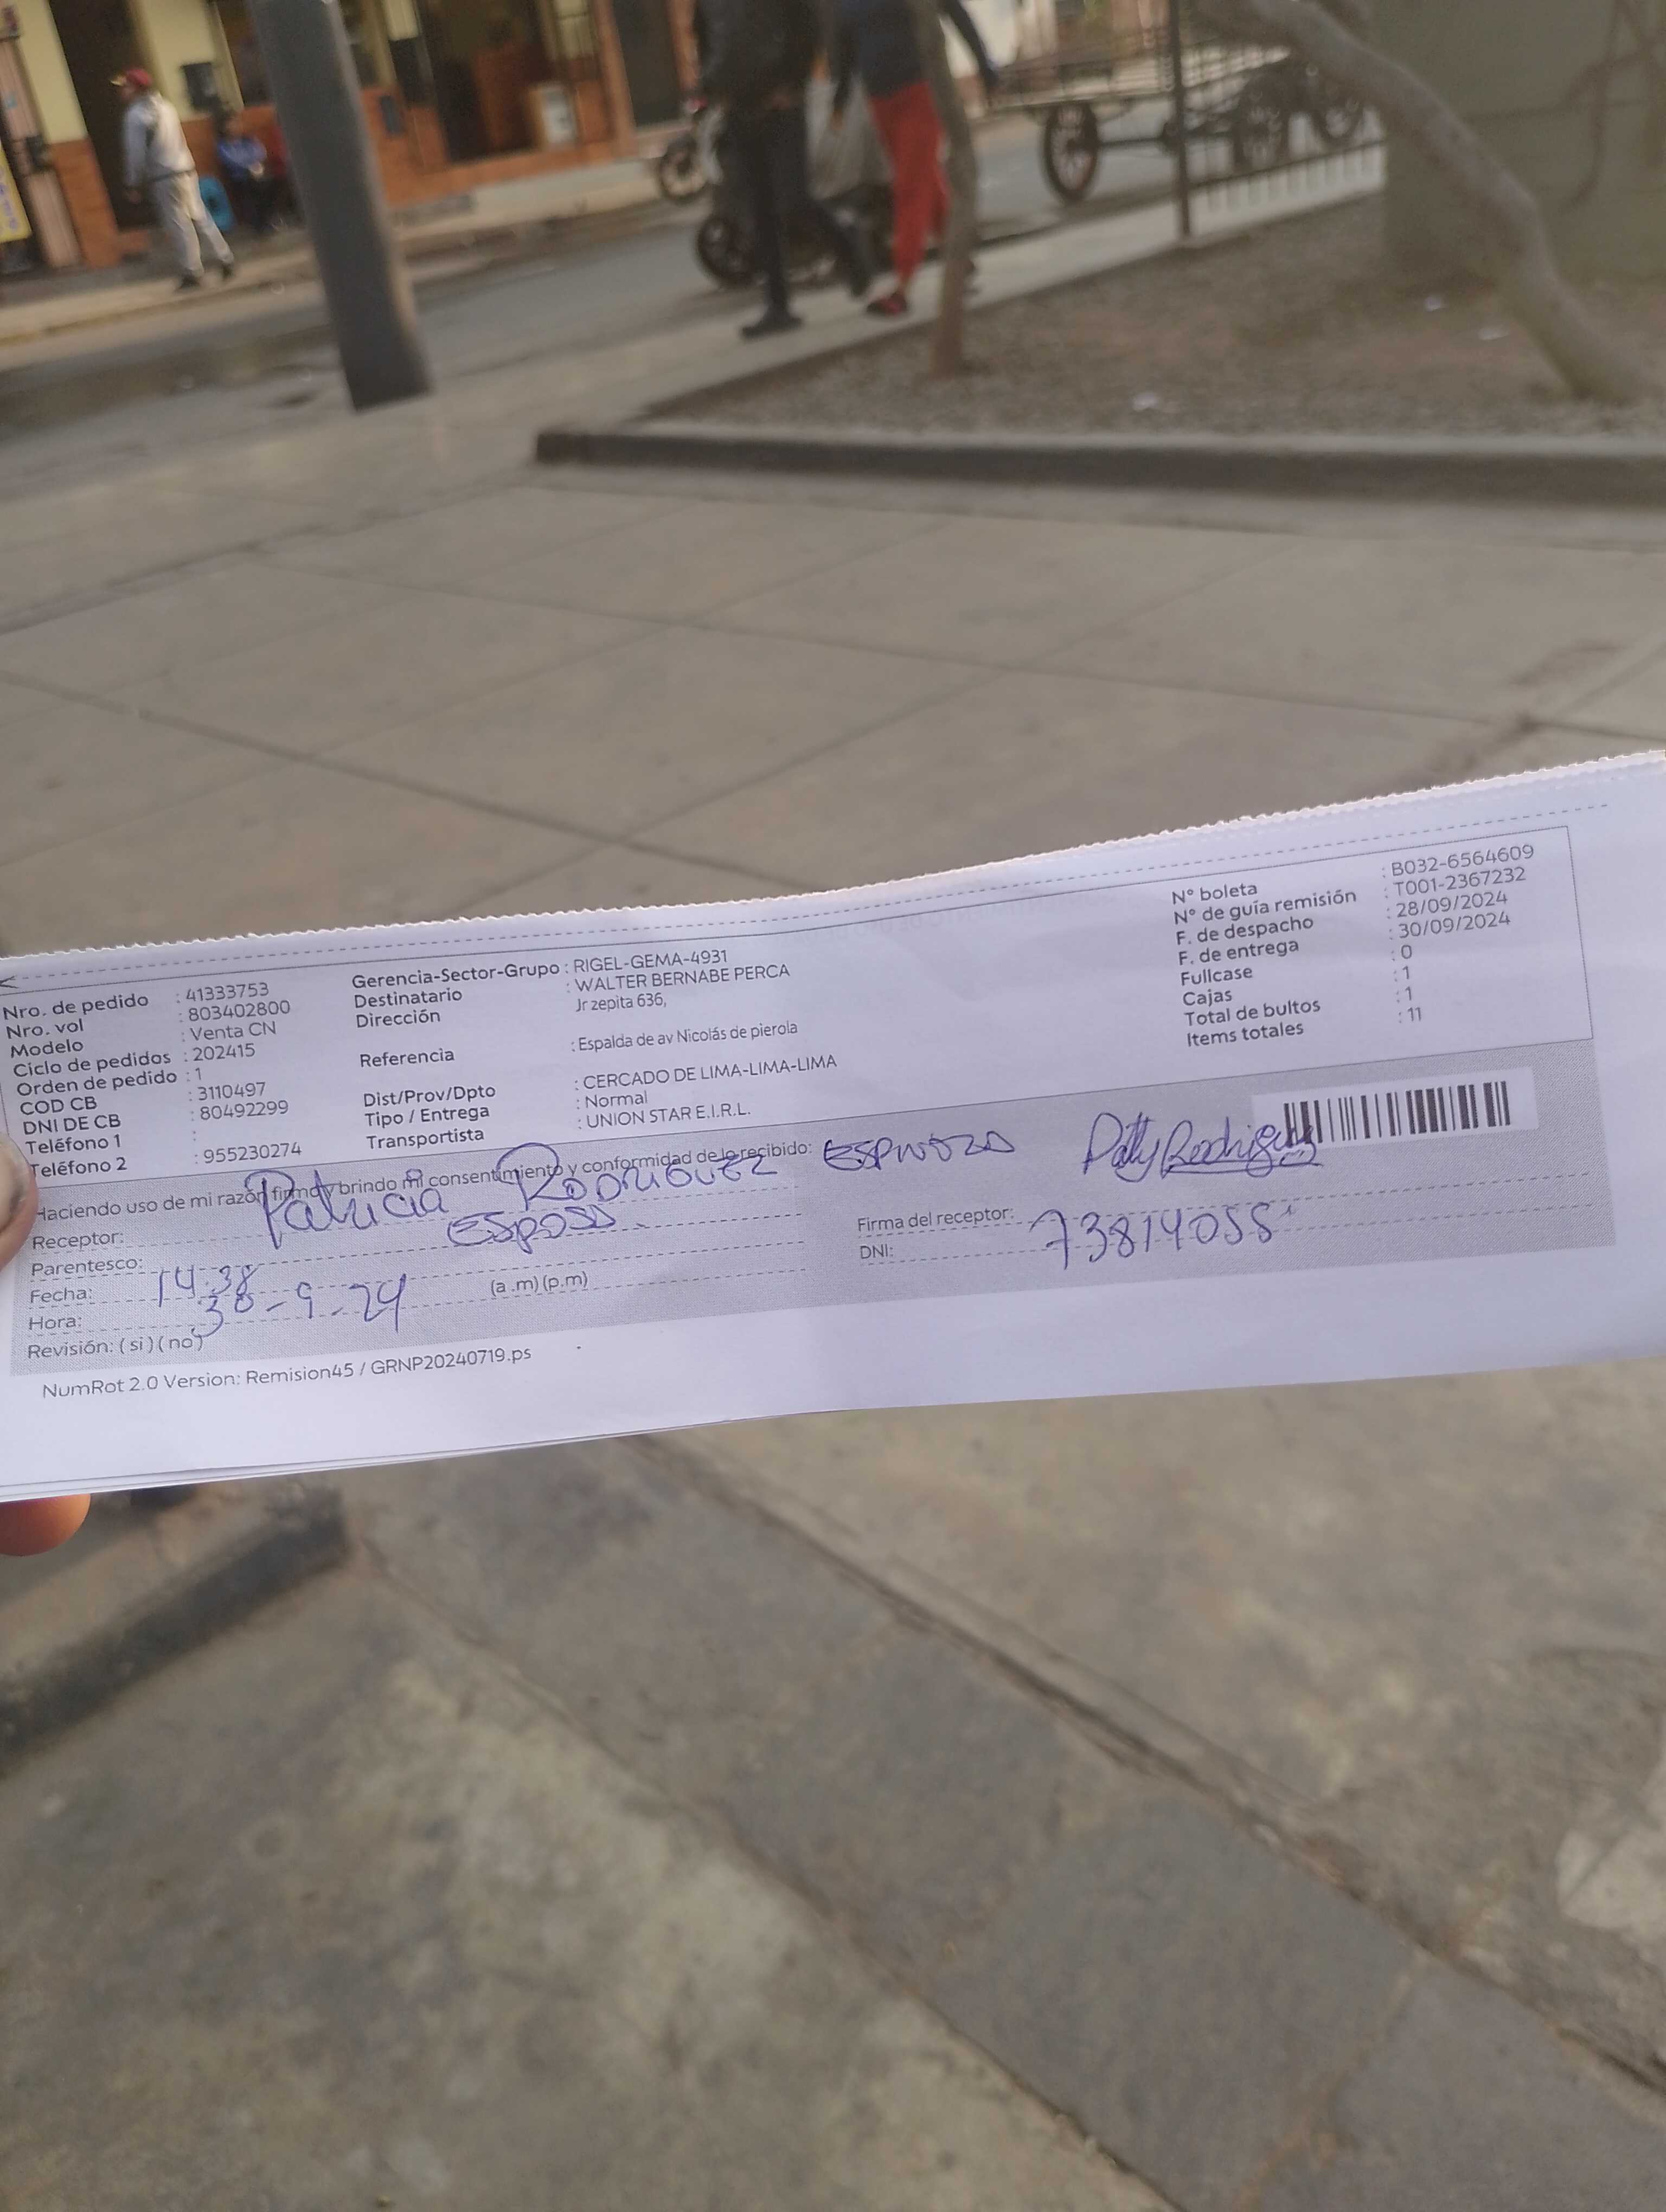 Nro. de pedido : 41333753
Nro. vol : 803402800
Modelo : Venta CN
Ciclo de pedidos : 202415
Orden de pedido : 1
COD CB : 3110497
DNI DE CB : 80492299
Teléfono 1 :
Teléfono 2 : 955230274
Gerencia-Sector-Grupo : RIGEL-GEMA-4931
Destinatario : WALTER BERNABE PERCA
Dirección Jr zepita 636,
Referencia : Espalda de av Nicolás de pierola
Dist/Prov/Dpto : CERCADO DE LIMA-LIMA-LIMA
Tipo / Entrega : Normal
Transportista : UNION STAR E.I.R.L.
N° boleta : B032-6564609
N° de guía remisión : T001-2367232
F. de despacho : 28/09/2024
F. de entrega : 30/09/2024
Fullcase : 0
Cajas : 1
Total de bultos : 1
Items totales : 11
Haciendo uso de mi razón firmo y brindo mi consentimiento y conformidad de lo recibido:
Receptor: Patricia RODRIGUEZ ESPINOZA
Parentesco: ESPOSA
Fecha: 14:38
Hora: 30-9-24 (a.m) (p.m)
Revisión: ( si ) ( no )
Firma del receptor: Patty Rodriguez
DNI: 73814055
NumRot 2.0 Version: Remision45 / GRNP20240719.ps